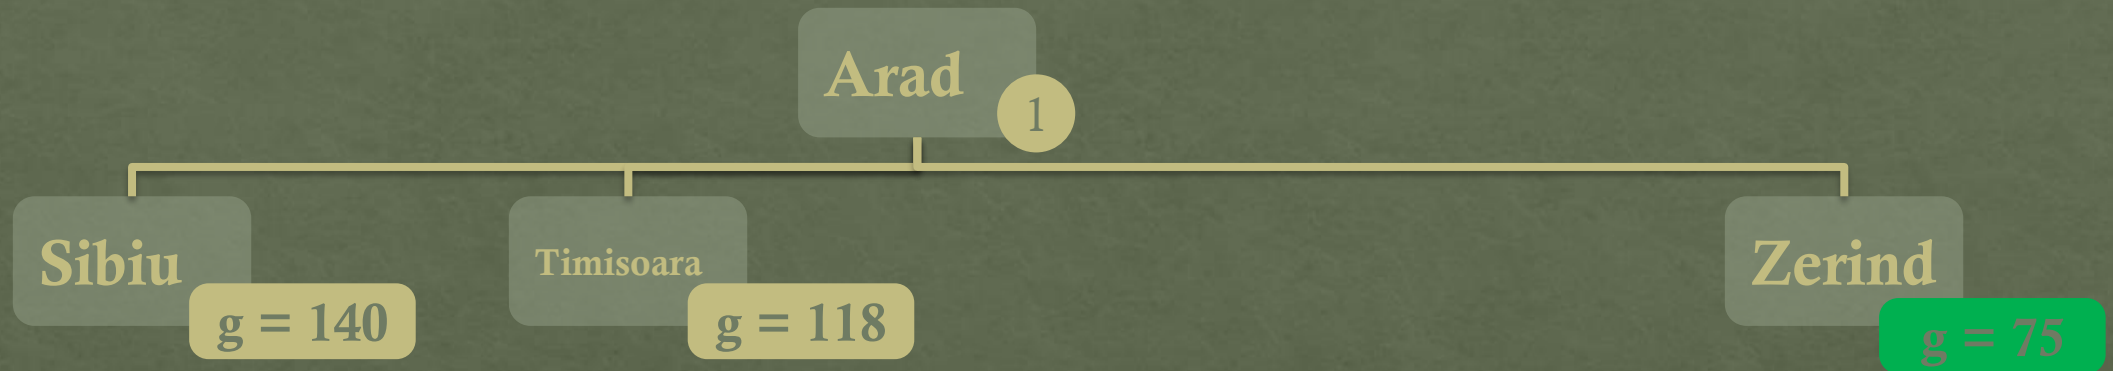 Arad
1
Sibiu
g = 140
Timisoara
g = 118
Zerind
g = 75